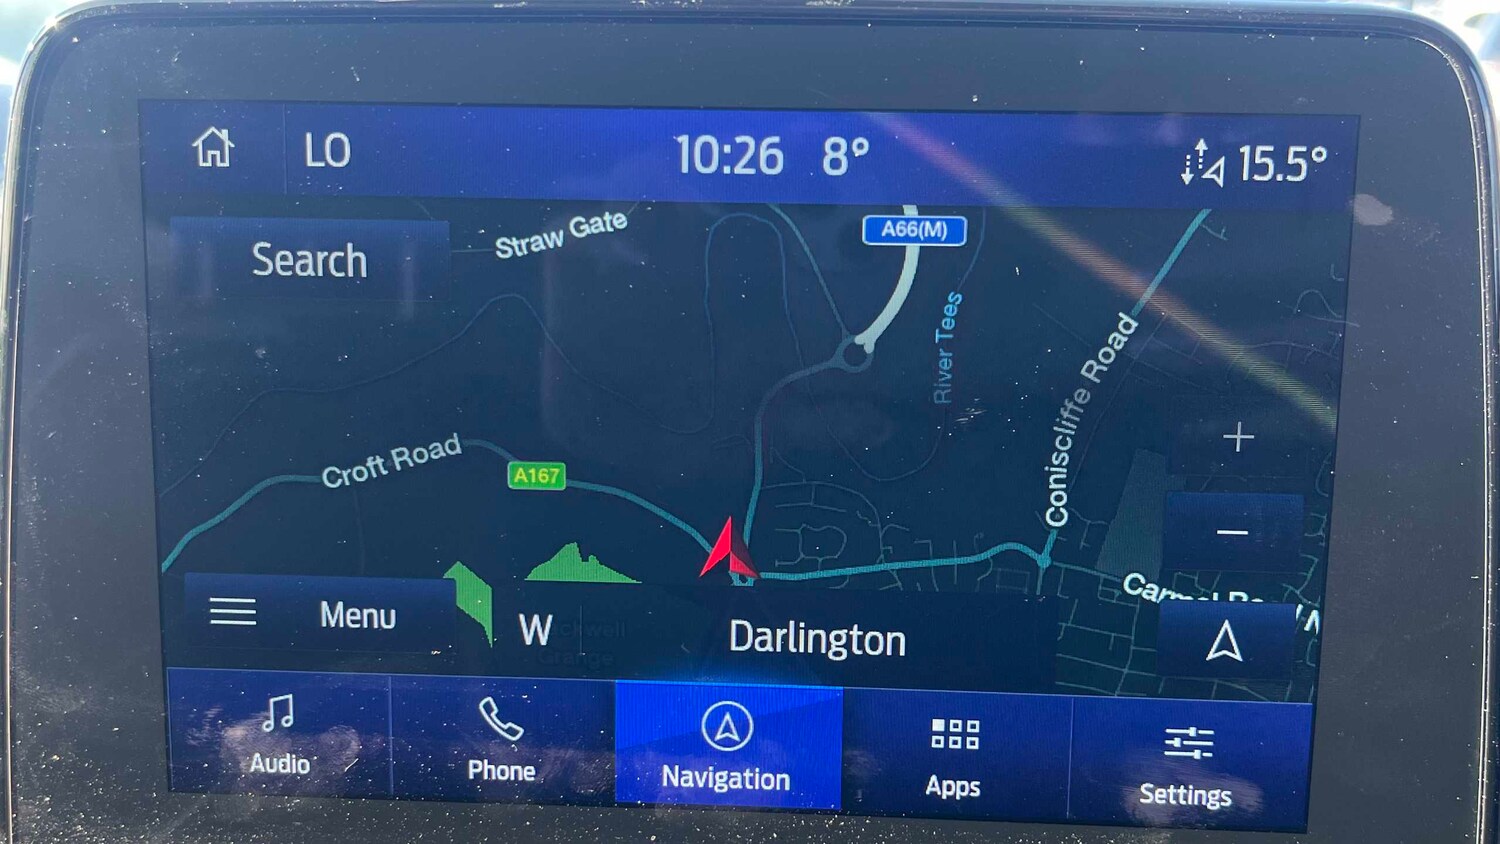 LO
10:26 8°
15.5°
Search
Straw Gate
A66(M)
River Tees
Coniscliffe Road
Croft Road
A167
+
−
Menu
W
Darlington
Audio
Phone
Navigation
Apps
Settings